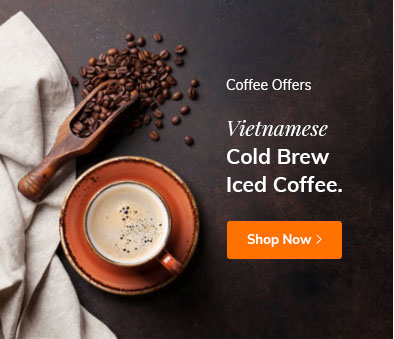 Coffee Offers
Vietnamese
Cold Brew
Iced Coffee.
Shop Now >